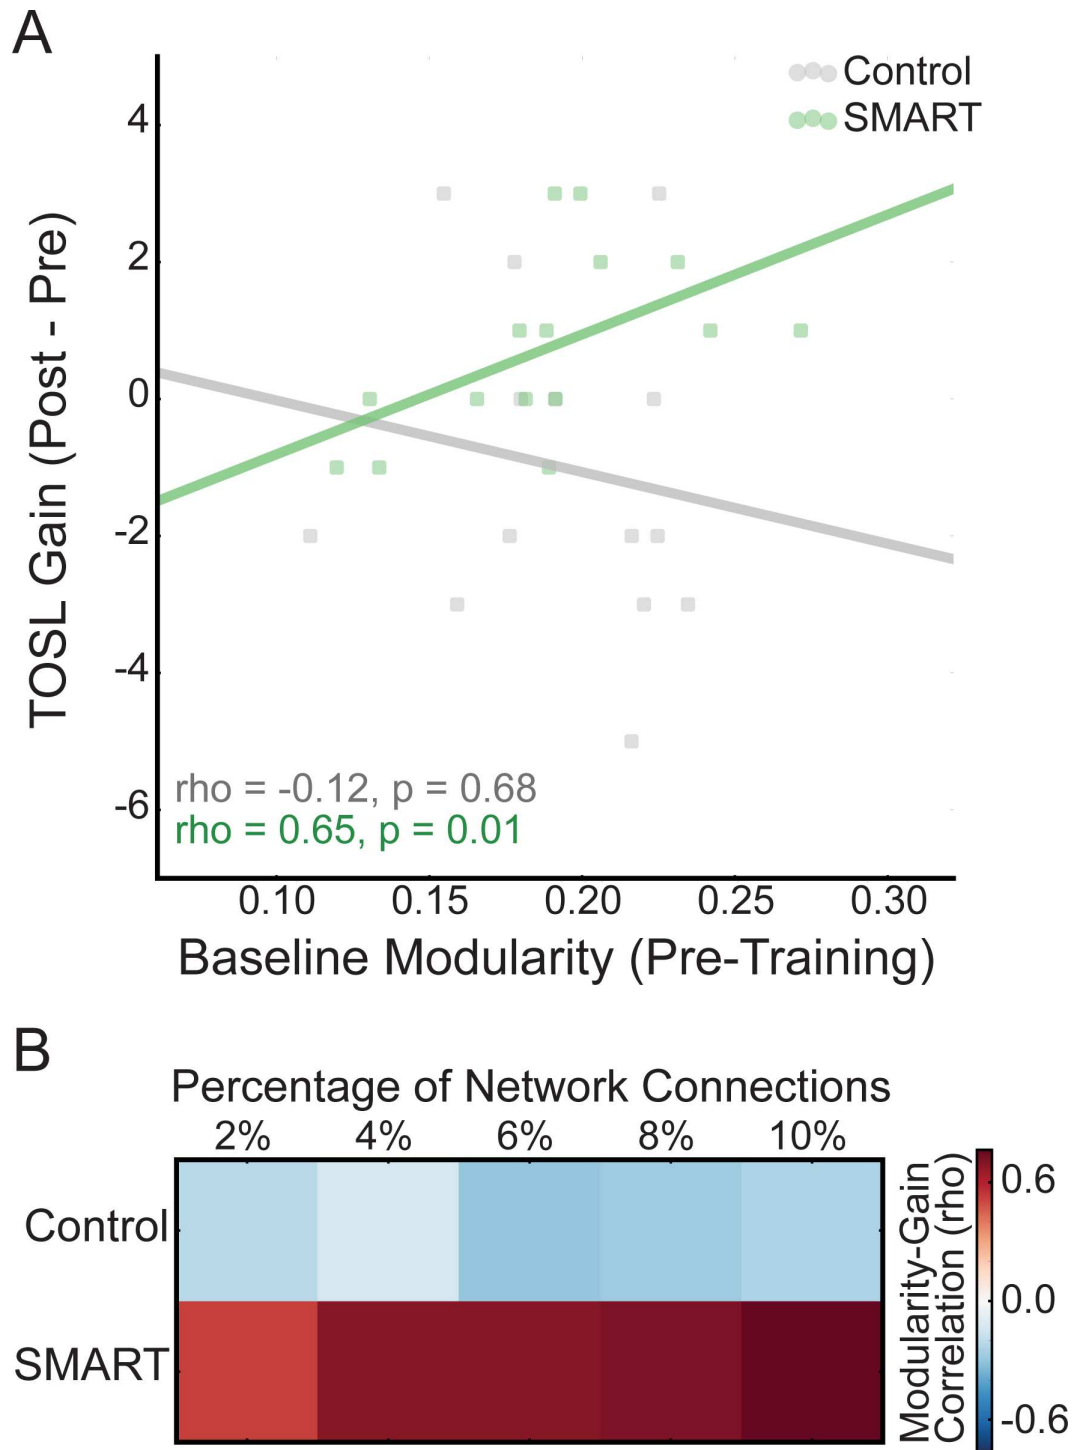 A
Control
SMART
4
2
0
-2
-4
-6
TOSL Gain (Post - Pre)
rho = -0.12, p = 0.68
rho = 0.65, p = 0.01
0.10 0.15 0.20 0.25 0.30
Baseline Modularity (Pre-Training)
B
Percentage of Network Connections
2% 4% 6% 8% 10%
Control
SMART
Modularity-Gain
Correlation (rho)
0.6
0.0
-0.6